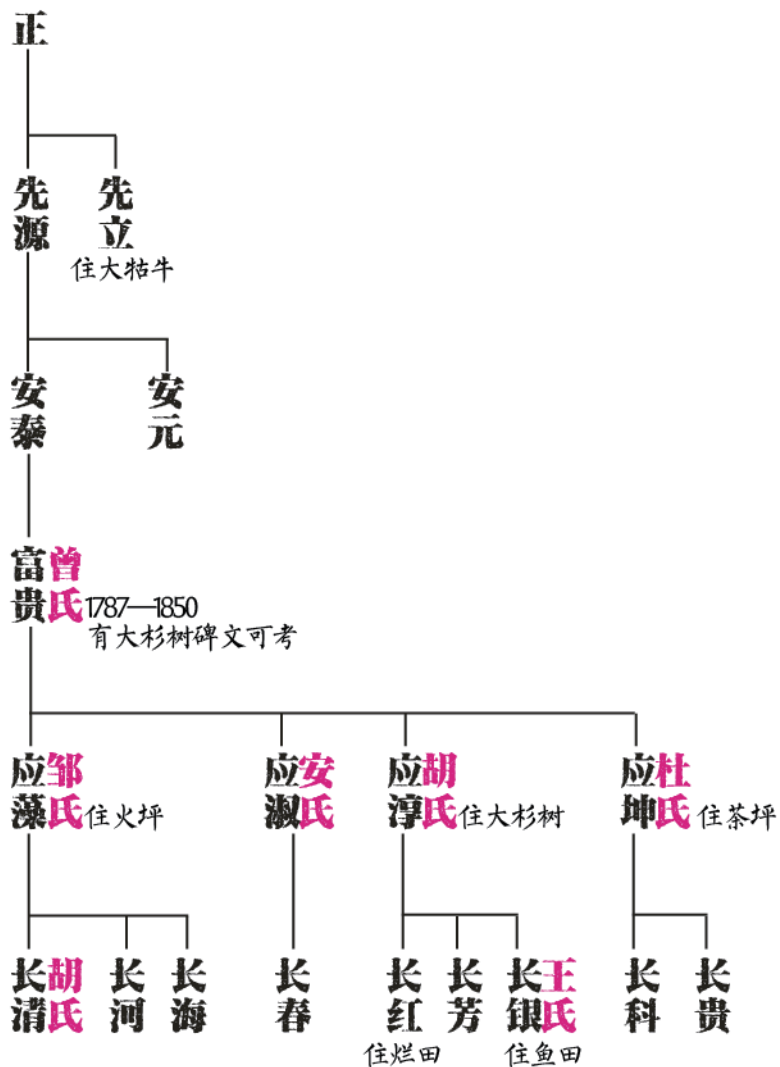 正
先源
先立
住大牯牛
安泰
安元
富贵 曾氏
1787—1850
有大杉树碑文可考
应藻 邹氏 住火坪
应淑 安氏
应淳 胡氏 住大杉树
应坤 杜氏 住茶坪
长清 胡氏
长河
长海
长春
长红
住烂田
长芳
长银 王氏
住鱼田
长科
长贵